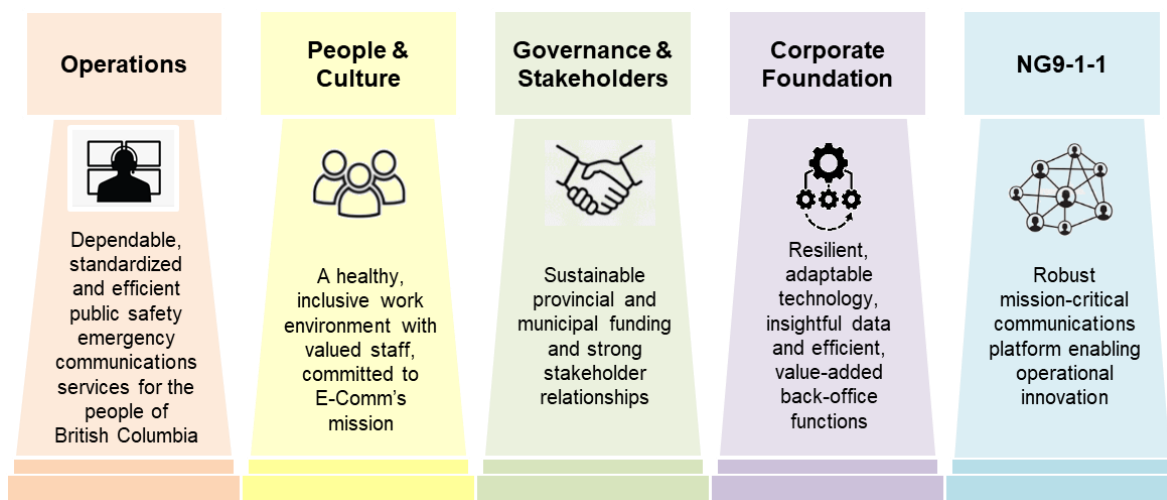 Operations
Dependable,
standardized
and efficient
public safety
emergency
communications
services for the
people of
British Columbia
People &
Culture
A healthy,
inclusive work
environment with
valued staff,
committed to
E-Comm’s
mission
Governance &
Stakeholders
Sustainable
provincial and
municipal funding
and strong
stakeholder
relationships
Corporate
Foundation
Resilient,
adaptable
technology,
insightful data
and efficient,
value-added
back-office
functions
NG9-1-1
Robust
mission-critical
communications
platform enabling
operational
innovation